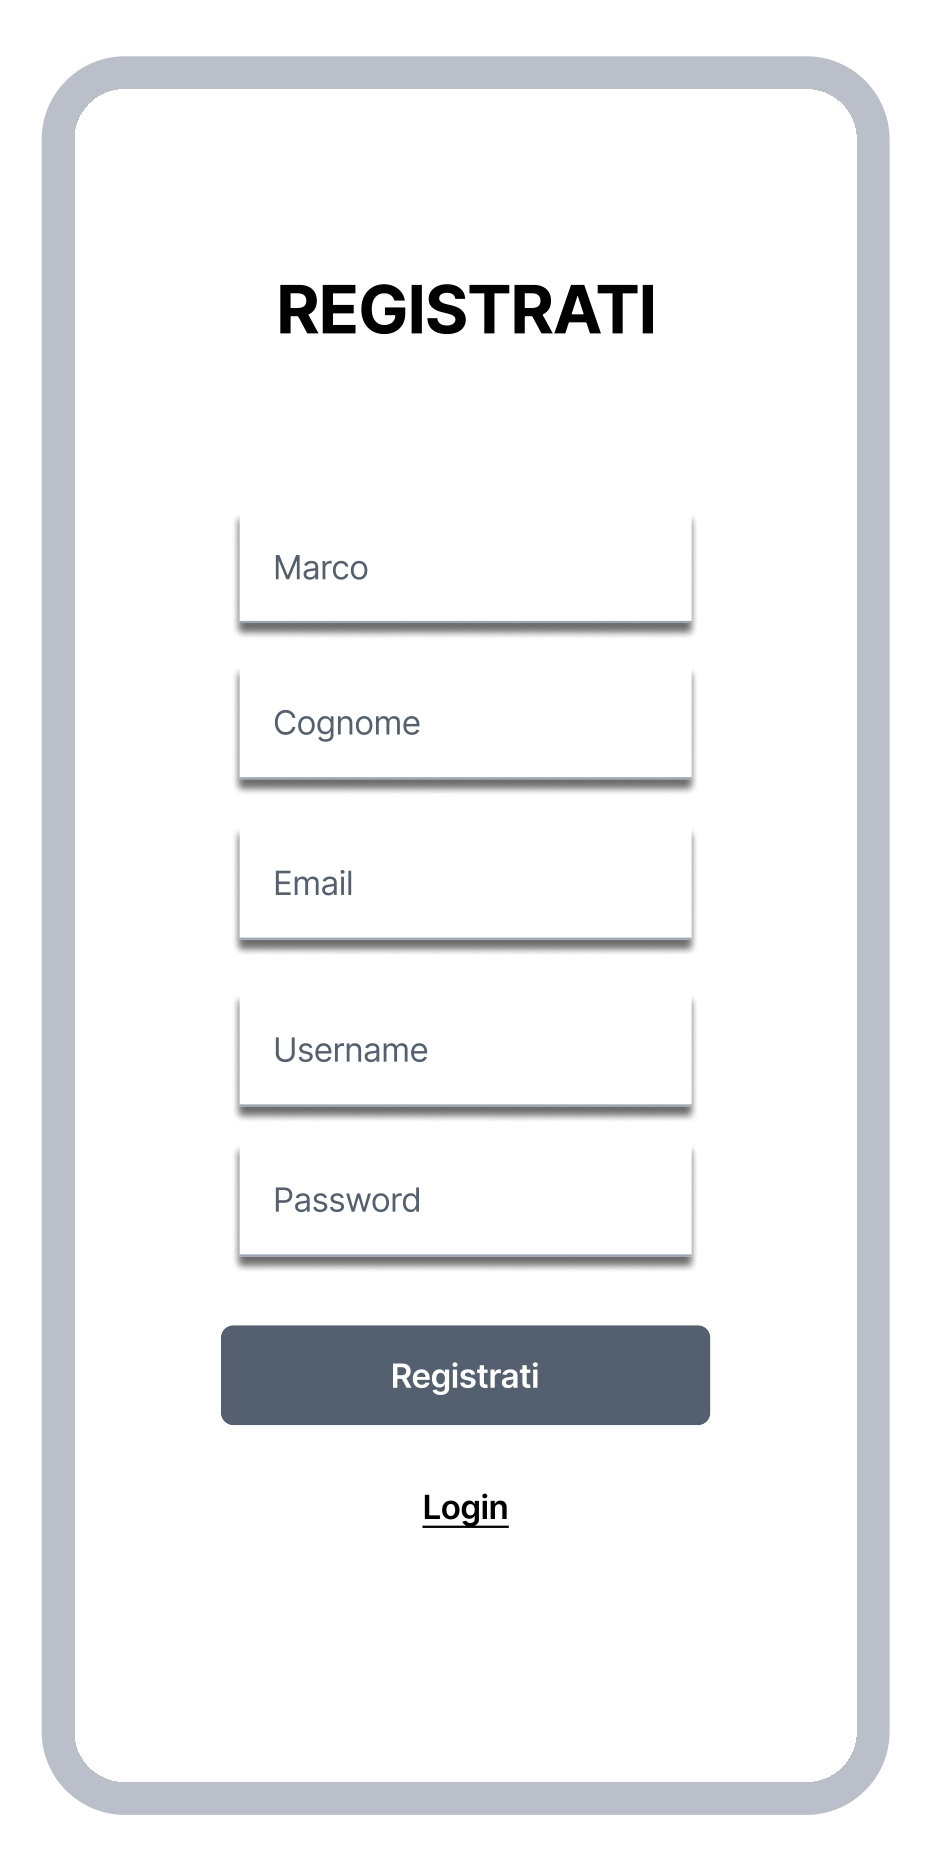 REGISTRATI
Marco
Cognome
Email
Username
Password
Registrati
Login